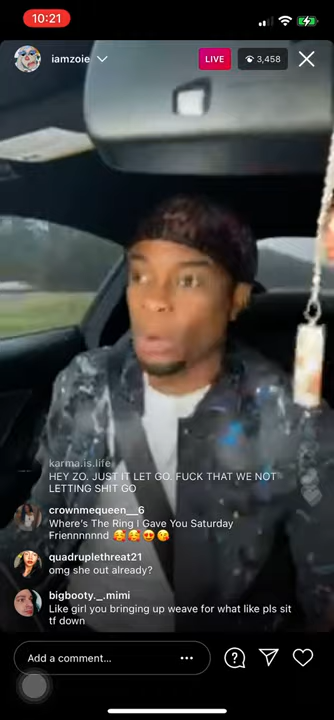 10:21
iamzoie
LIVE
3,458
karma.is.life
HEY ZO. JUST IT LET GO. FUCK THAT WE NOT
LETTING SHIT GO
crownmequeen__6
Where's The Ring I Gave You Saturday
Friennnnnnd 🥰🥰😍😘
quadruplethreat21
omg she out already?
bigbooty._.mimi
Like girl you bringing up weave for what like pls sit
tf down
Add a comment...